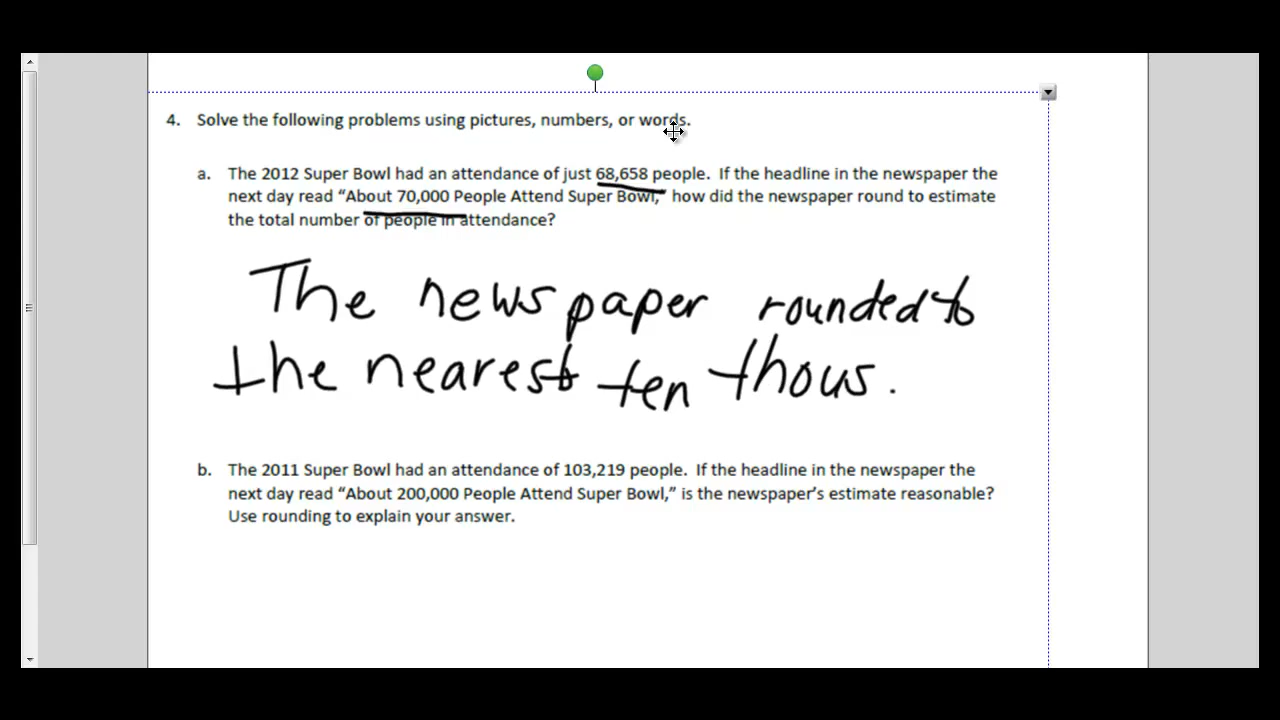 4. Solve the following problems using pictures, numbers, or words.
a. The 2012 Super Bowl had an attendance of just 68,658 people. If the headline in the newspaper the
next day read “About 70,000 People Attend Super Bowl,” how did the newspaper round to estimate
the total number of people in attendance?
The newspaper rounded to
the nearest ten thous.
b. The 2011 Super Bowl had an attendance of 103,219 people. If the headline in the newspaper the
next day read “About 200,000 People Attend Super Bowl,” is the newspaper’s estimate reasonable?
Use rounding to explain your answer.